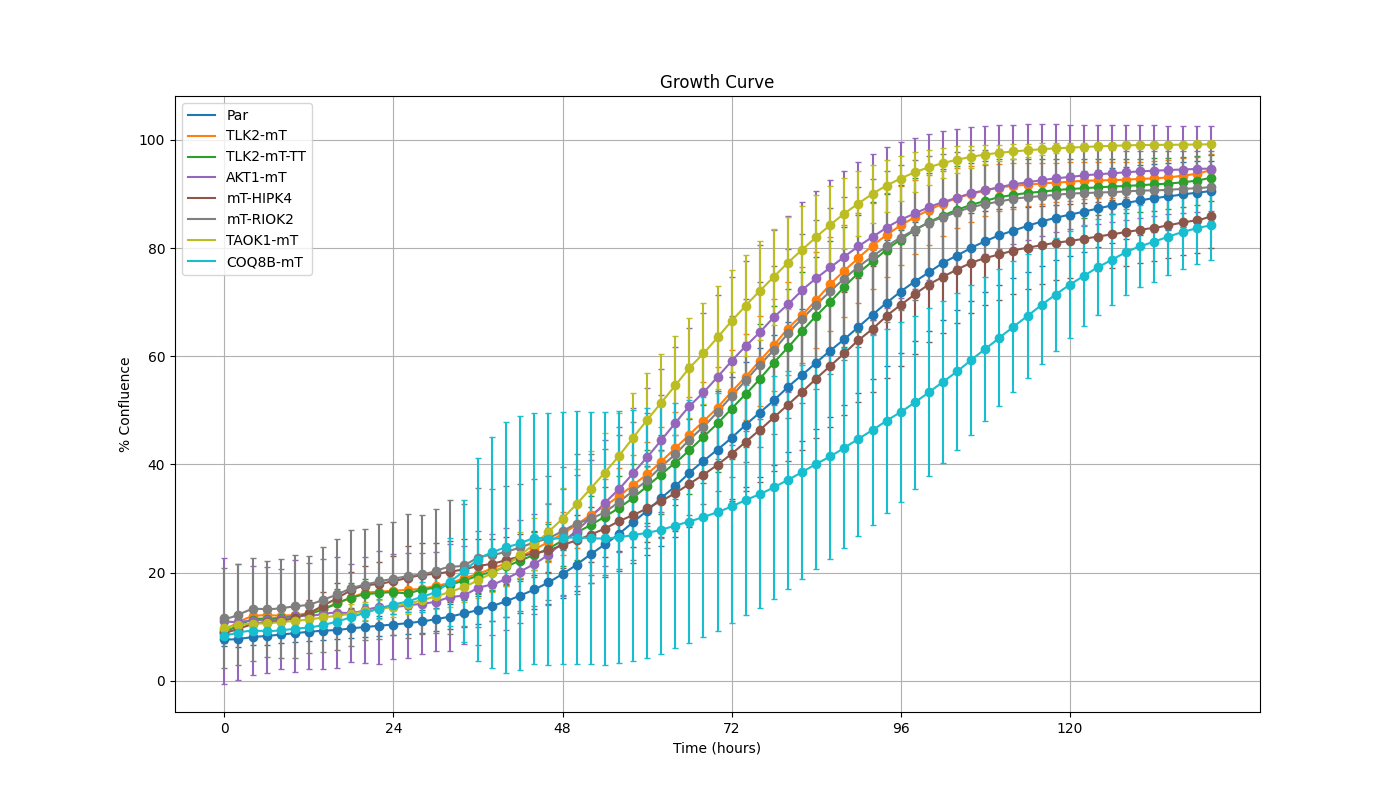 Growth Curve
Par
TLK2-mT
TLK2-mT-TT
AKT1-mT
mT-HIPK4
mT-RIOK2
TAOK1-mT
COQ8B-mT
100
80
60
40
20
0
% Confluence
0 24 48 72 96 120
Time (hours)